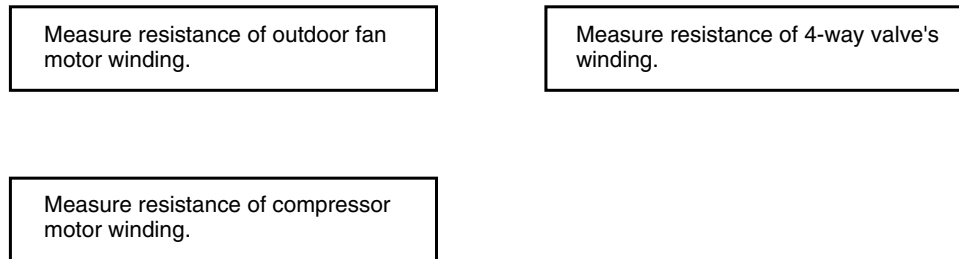 Measure resistance of outdoor fan
motor winding.
Measure resistance of 4-way valve's
winding.
Measure resistance of compressor
motor winding.